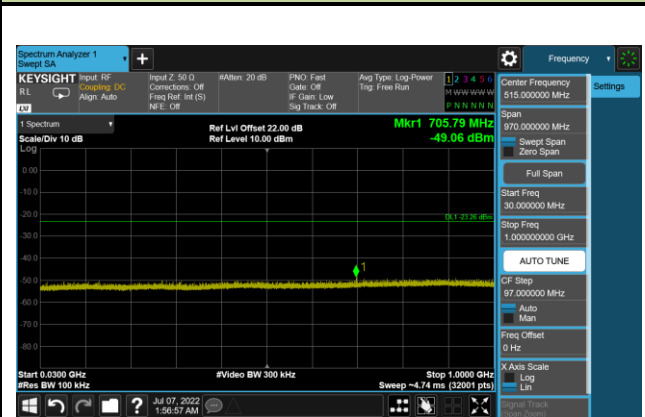 Spectrum Analyzer 1
Swept SA
Frequency
KEYSIGHT
RL
LXI
Input: RF
Coupling: DC
Align: Auto
Input Z: 50 Ω
Corrections: Off
Freq Ref: Int (S)
NFE: Off
#Atten: 20 dB
PNO: Fast
Gate: Off
IF Gain: Low
Sig Track: Off
Avg Type: Log-Power
Trig: Free Run
1 2 3 4 5 6
M W W W W W
P N N N N N
1 Spectrum
Scale/Div 10 dB
Log
Ref Lvl Offset 22.00 dB
Ref Level 10.00 dBm
Mkr1 705.79 MHz
-49.06 dBm
0.00
-10.0
-20.0
-30.0
-40.0
-50.0
-60.0
-70.0
-80.0
DL1 -23.26 dBm
1
Start 0.0300 GHz
#Res BW 100 kHz
#Video BW 300 kHz
Stop 1.0000 GHz
Sweep ~4.74 ms (32001 pts)
Center Frequency
515.000000 MHz
Span
970.000000 MHz
Swept Span
Zero Span
Full Span
Start Freq
30.000000 MHz
Stop Freq
1.000000000 GHz
AUTO TUNE
CF Step
97.000000 MHz
Auto
Man
Freq Offset
0 Hz
X Axis Scale
Log
Lin
Signal Track
(Span Zoom)
Settings
?
Jul 07, 2022
1:56:57 AM